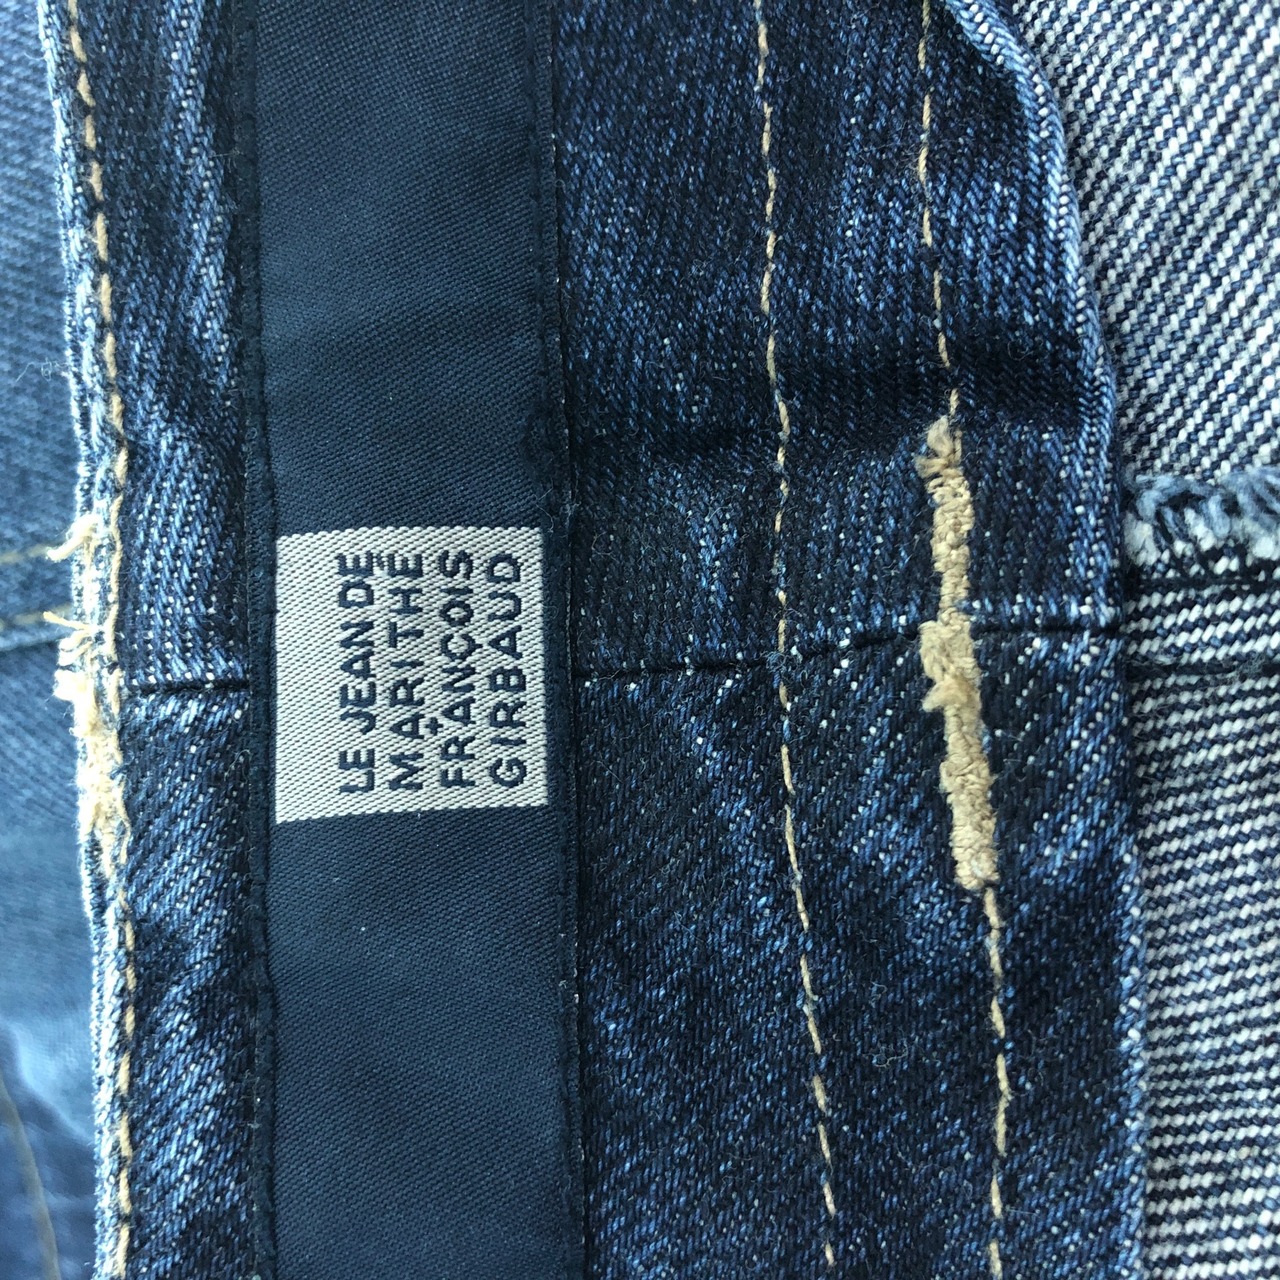 LE JEAN DE
MARITHÉ
+
FRANÇOIS
GIRBAUD